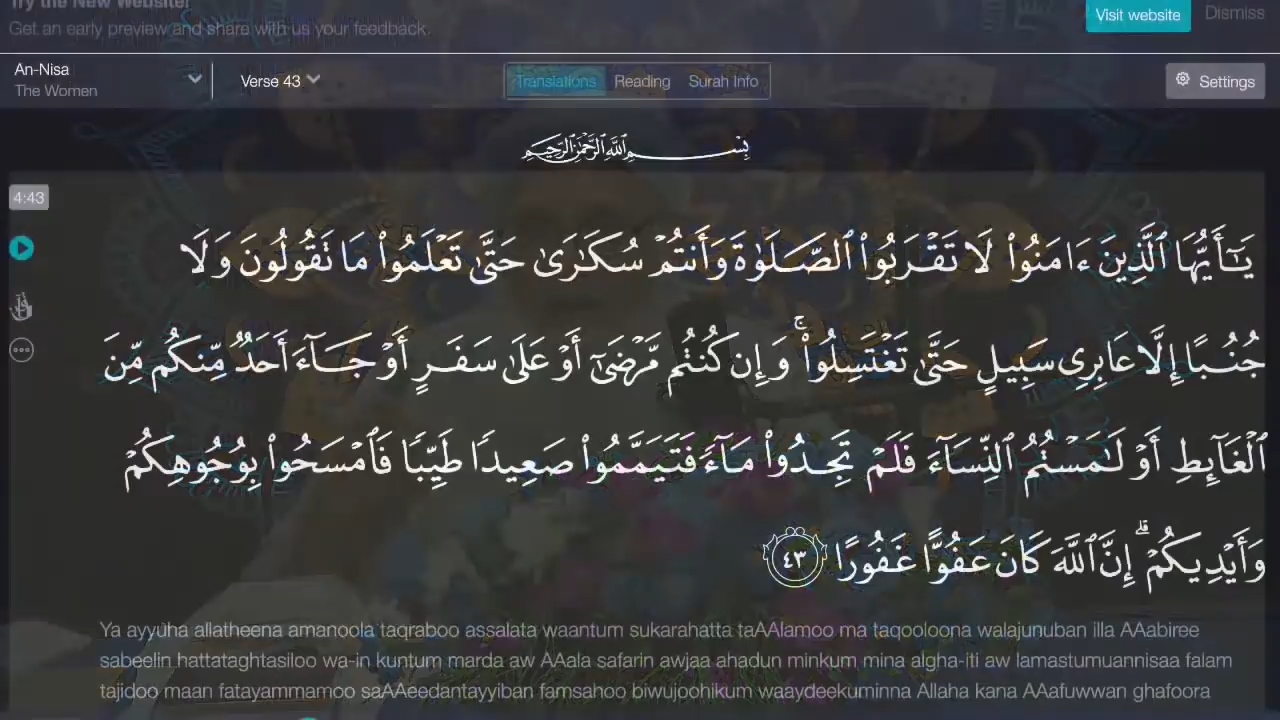 Try the New Website!
Get an early preview and share with us your feedback.
Visit website
Dismiss
An-Nisa
The Women
Verse 43
Translations
Reading
Surah Info
Settings
بِسْمِ ٱللَّهِ ٱلرَّحْمَٰنِ ٱلرَّحِيمِ
4:43
يَـٰٓأَيُّهَا ٱلَّذِينَ ءَامَنُوا۟ لَا تَقْرَبُوا۟ ٱلصَّلَوٰةَ وَأَنتُمْ سُكَـٰرَىٰ حَتَّىٰ تَعْلَمُوا۟ مَا تَقُولُونَ وَلَا
جُنُبًا إِلَّا عَابِرِى سَبِيلٍ حَتَّىٰ تَغْتَسِلُوا۟ ۚ وَإِن كُنتُم مَّرْضَىٰٓ أَوْ عَلَىٰ سَفَرٍ أَوْ جَآءَ أَحَدٌ مِّنكُم مِّنَ
ٱلْغَآئِطِ أَوْ لَـٰمَسْتُمُ ٱلنِّسَآءَ فَلَمْ تَجِدُوا۟ مَآءً فَتَيَمَّمُوا۟ صَعِيدًا طَيِّبًا فَٱمْسَحُوا۟ بِوُجُوهِكُمْ
وَأَيْدِيكُمْ ۗ إِنَّ ٱللَّهَ كَانَ عَفُوًّا غَفُورًا ٤٣
Ya ayyuha allatheena amanoola taqraboo assalata waantum sukarahatta taAAlamoo ma taqooloona walajunuban illa AAabiree
sabeelin hattataghtasiloo wa-in kuntum marda aw AAala safarin awjaa ahadun minkum mina algha-iti aw lamastumuannisaa falam
tajidoo maan fatayammamoo saAAeedantayyiban famsahoo biwujoohikum waaydeekuminna Allaha kana AAafuwwan ghafoora